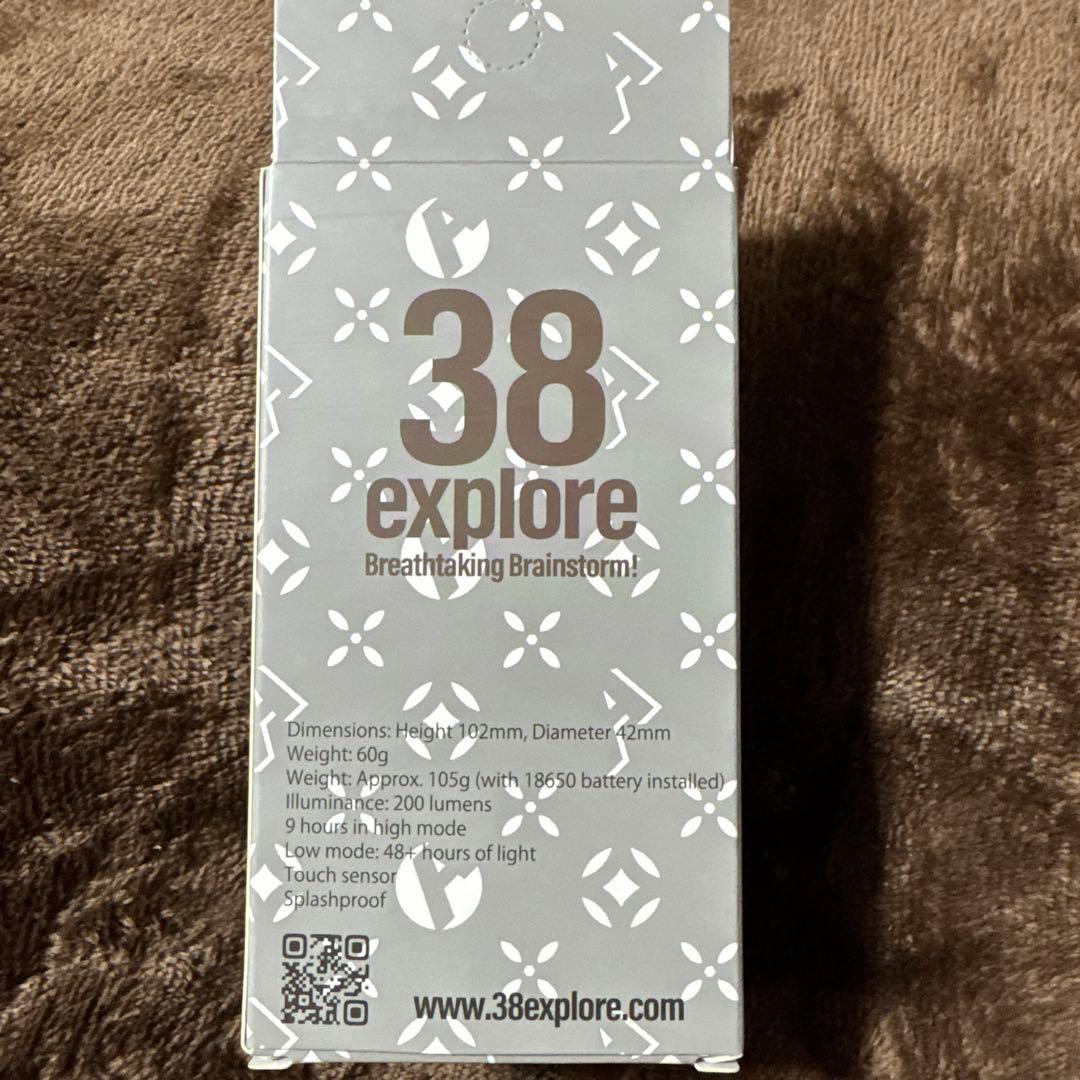 38
explore
Breathtaking Brainstorm!
Dimensions: Height 102mm, Diameter 42mm
Weight: 60g
Weight: Approx. 105g (with 18650 battery installed)
Illuminance: 200 lumens
9 hours in high mode
Low mode: 48+ hours of light
Touch sensor
Splashproof
www.38explore.com